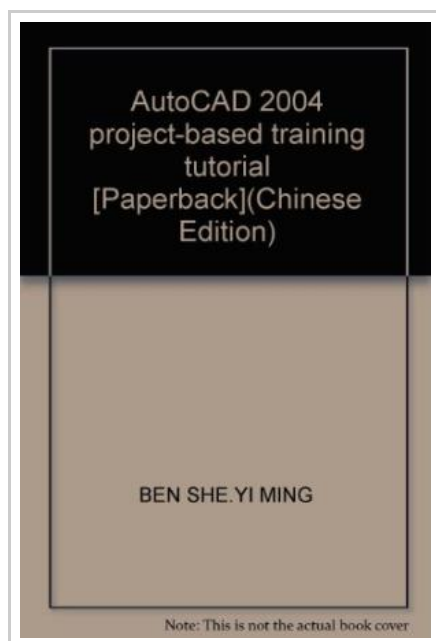 AutoCAD 2004
project-based training
tutorial
[Paperback](Chinese
Edition)
BEN SHE.YI MING
Note: This is not the actual book cover